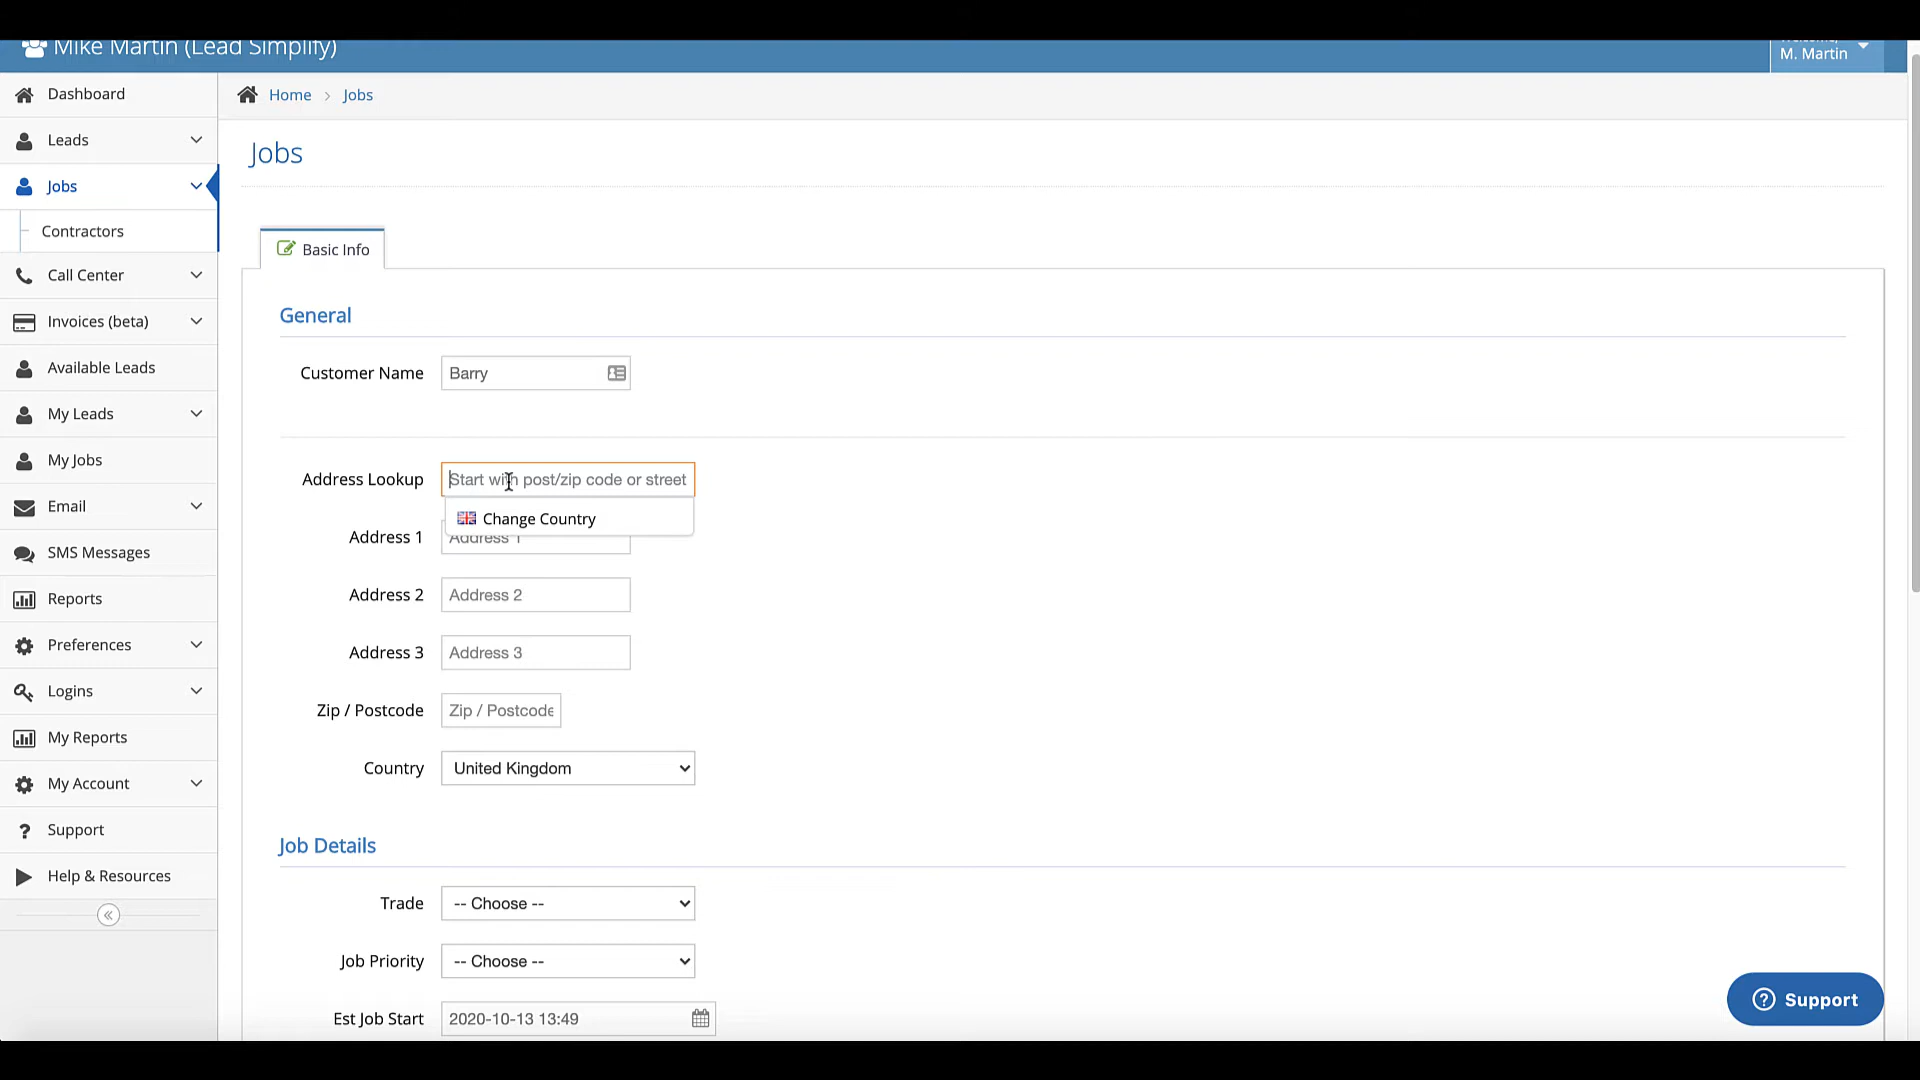 Mike Martin (Lead Simplify)
M. Martin
Dashboard
Leads
Jobs
Contractors
Call Center
Invoices (beta)
Available Leads
My Leads
My Jobs
Email
SMS Messages
Reports
Preferences
Logins
My Reports
My Account
Support
Help & Resources
Home > Jobs
Jobs
Basic Info
General
Customer Name Barry
Address Lookup Start with post/zip code or street
Change Country
Address 1 Address 1
Address 2 Address 2
Address 3 Address 3
Zip / Postcode Zip / Postcode
Country United Kingdom
Job Details
Trade -- Choose --
Job Priority -- Choose --
Est Job Start 2020-10-13 13:49
Support